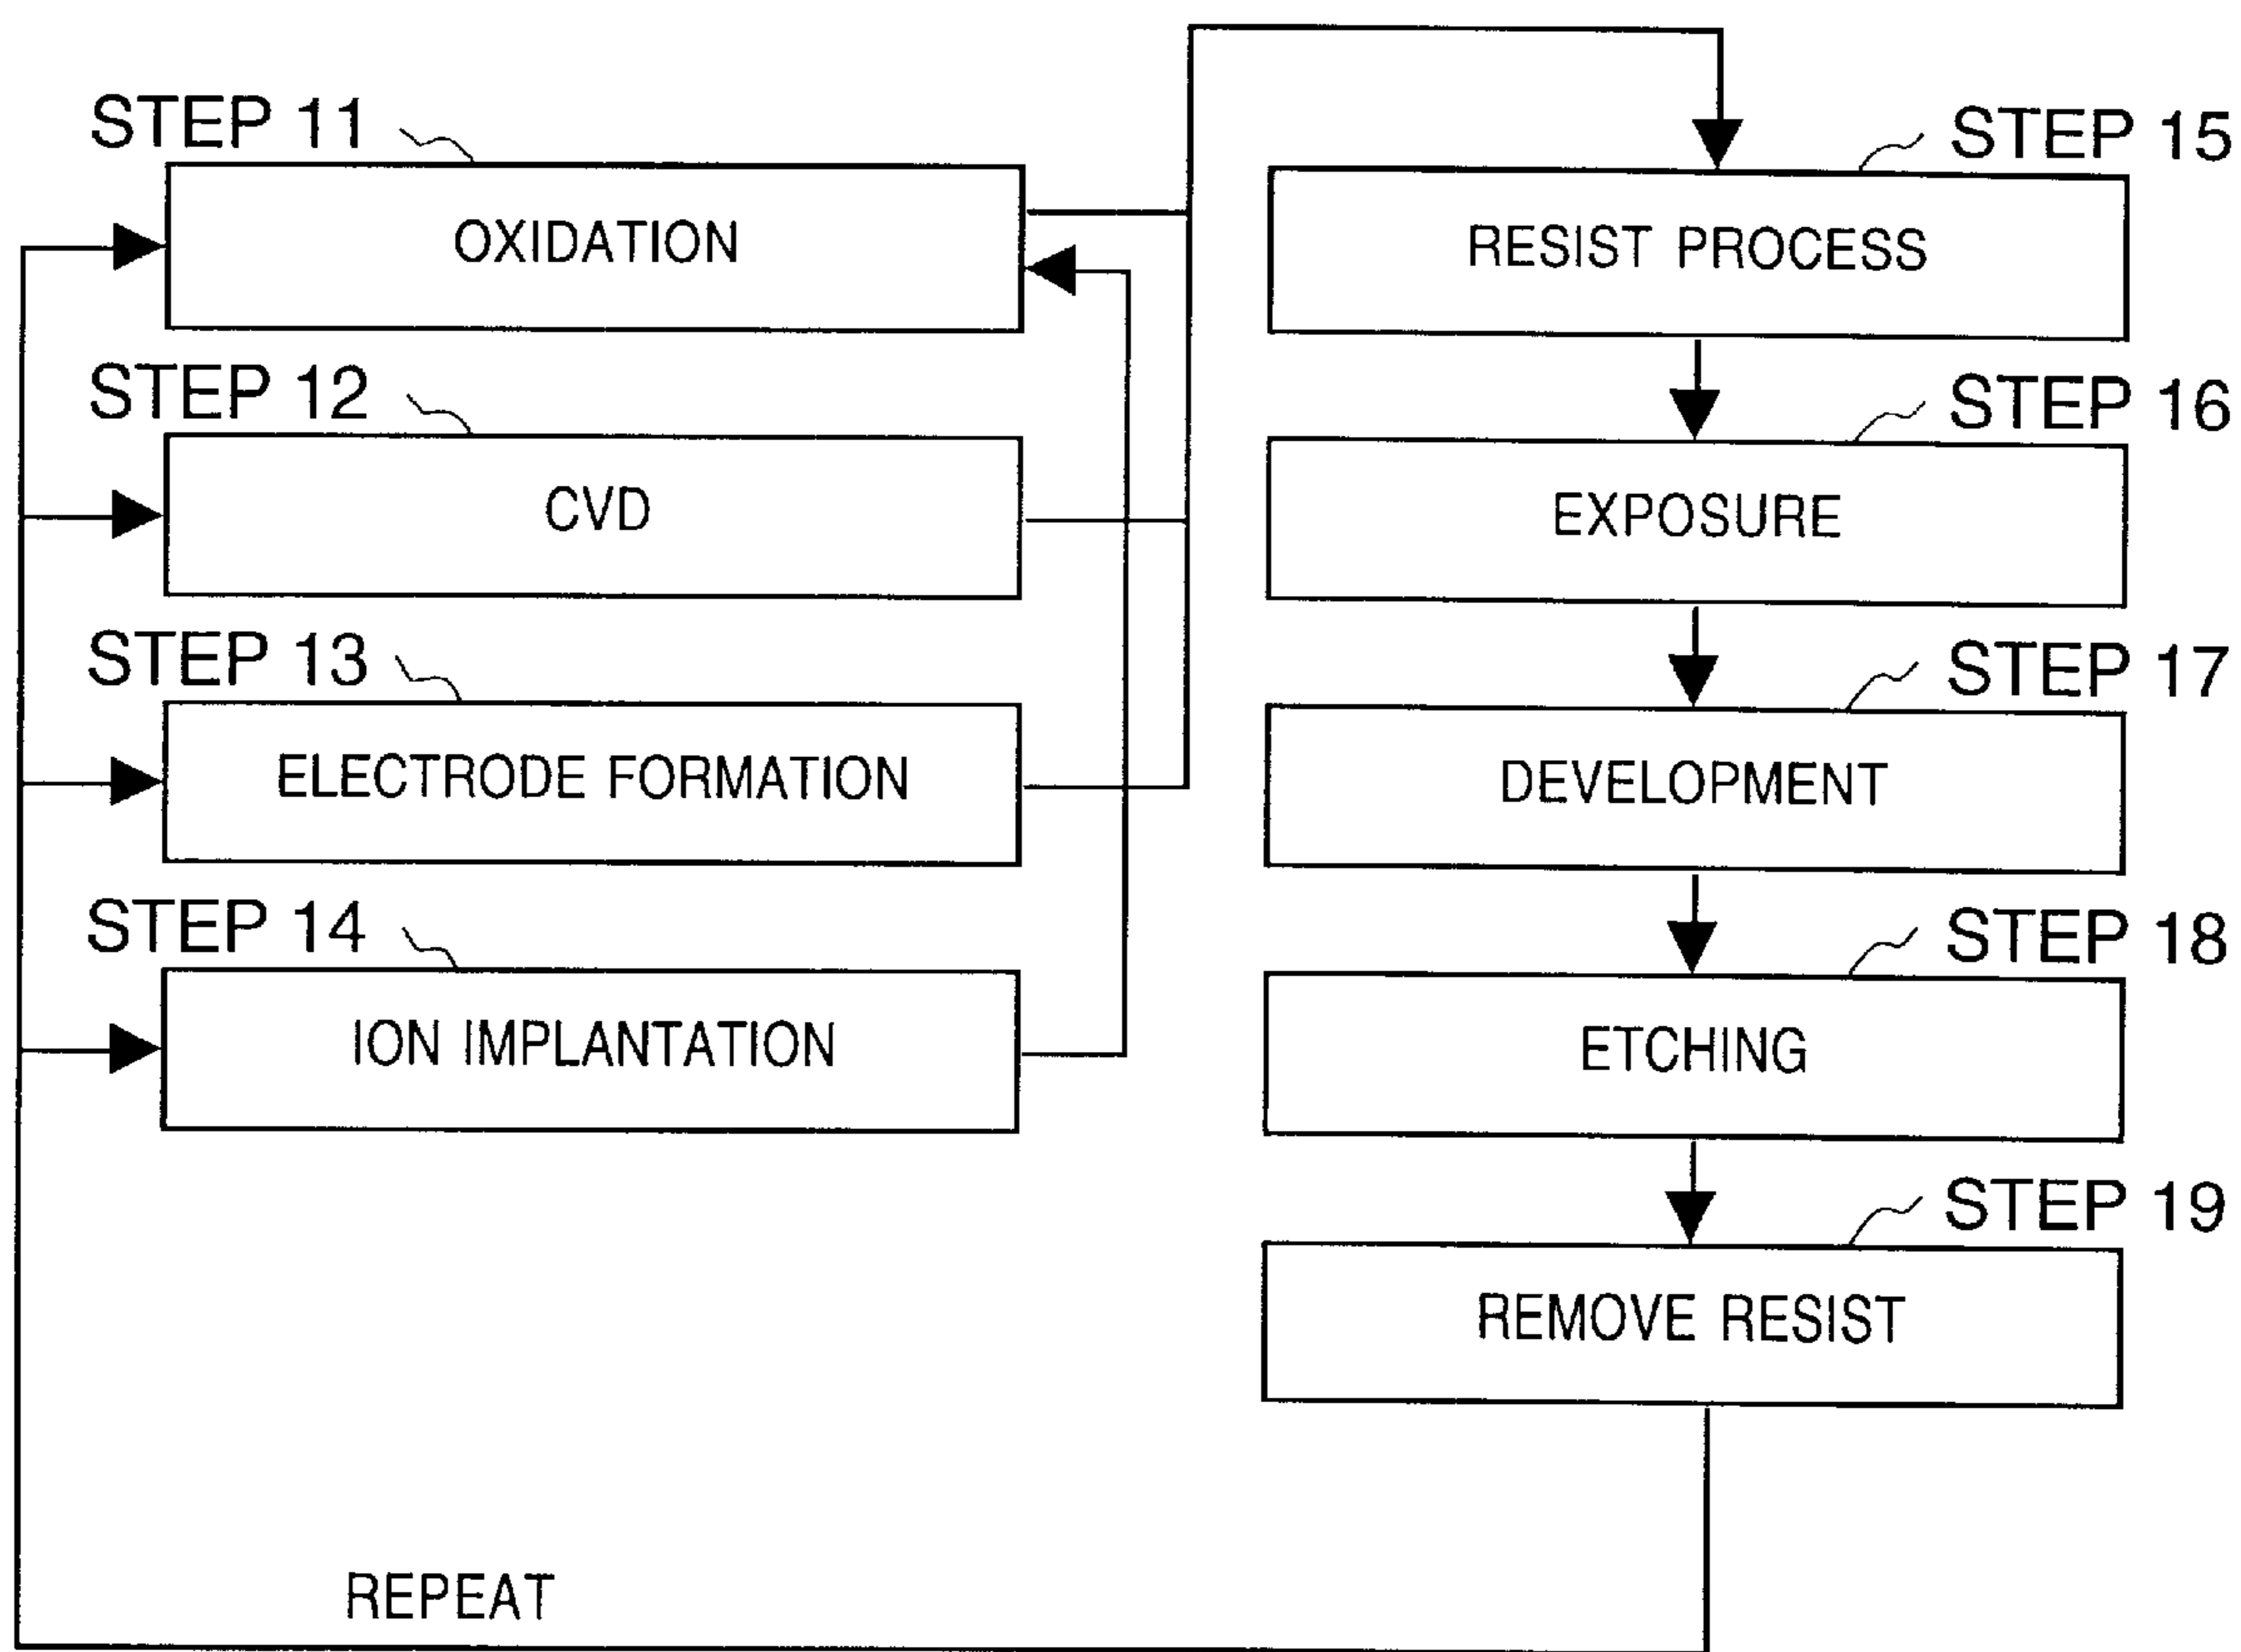 STEP 11
OXIDATION
STEP 12
CVD
STEP 13
ELECTRODE FORMATION
STEP 14
ION IMPLANTATION
STEP 15
RESIST PROCESS
STEP 16
EXPOSURE
STEP 17
DEVELOPMENT
STEP 18
ETCHING
STEP 19
REMOVE RESIST
REPEAT